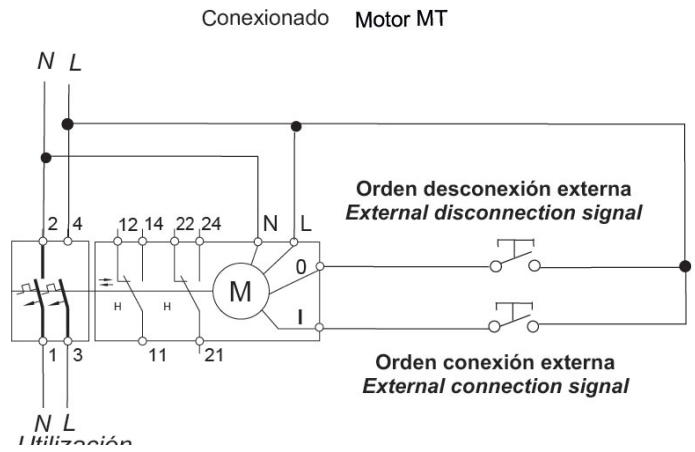 Conexionado Motor MT
N L
Orden desconexión externa
External disconnection signal
2 4 12 14 22 24 N L
0
M
H H
I
1 3 11 21
Orden conexión externa
External connection signal
N L
Utilización